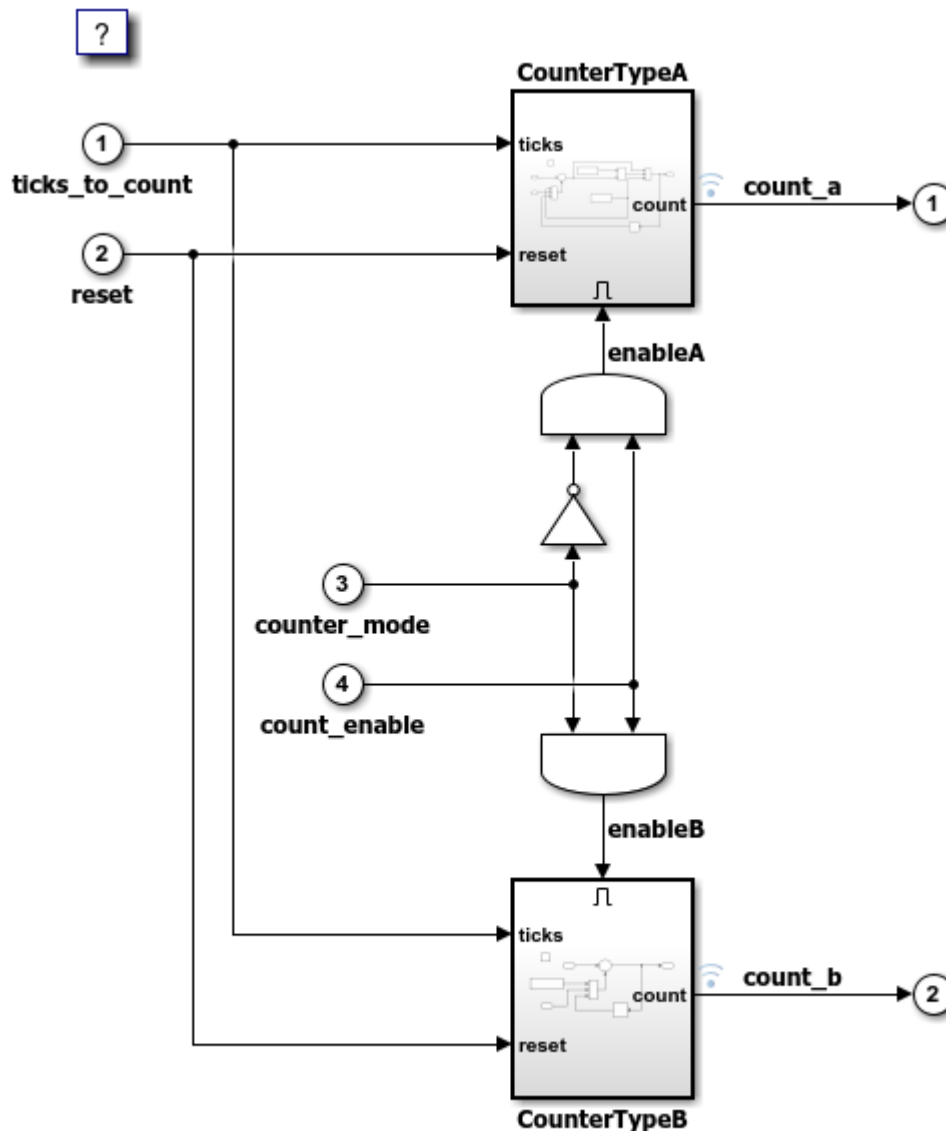 ?
CounterTypeA
1
ticks_to_count
ticks
count
count_a
1
2
reset
reset
enableA
3
counter_mode
4
count_enable
enableB
ticks
count
count_b
2
reset
CounterTypeB